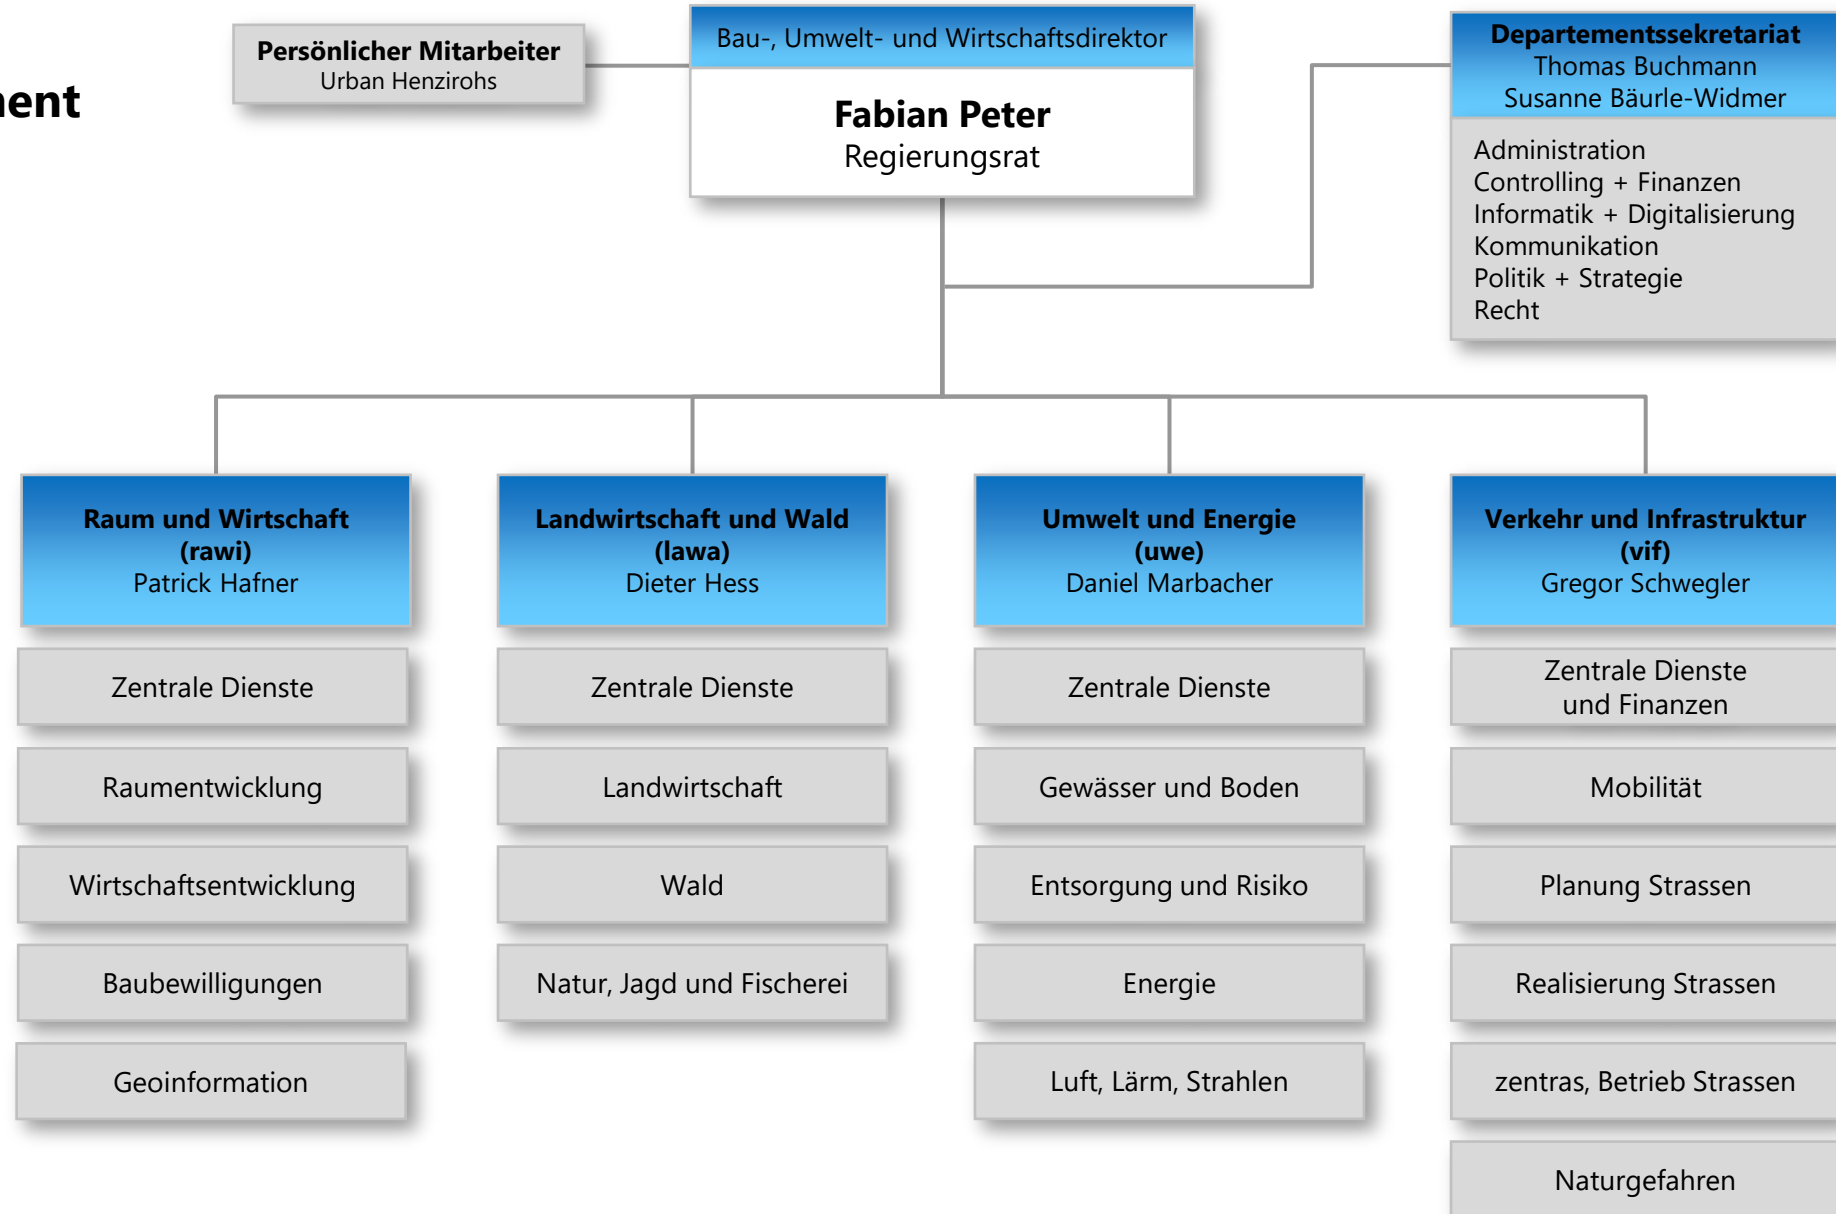 Persönlicher Mitarbeiter
Urban Henzirohs
Bau-, Umwelt- und Wirtschaftsdirektor
Fabian Peter
Regierungsrat
Departementssekretariat
Thomas Buchmann
Susanne Bäurle-Widmer
Administration
Controlling + Finanzen
Informatik + Digitalisierung
Kommunikation
Politik + Strategie
Recht
Raum und Wirtschaft
(rawi)
Patrick Hafner
Zentrale Dienste
Raumentwicklung
Wirtschaftsentwicklung
Baubewilligungen
Geoinformation
Landwirtschaft und Wald
(lawa)
Dieter Hess
Zentrale Dienste
Landwirtschaft
Wald
Natur, Jagd und Fischerei
Umwelt und Energie
(uwe)
Daniel Marbacher
Zentrale Dienste
Gewässer und Boden
Entsorgung und Risiko
Energie
Luft, Lärm, Strahlen
Verkehr und Infrastruktur
(vif)
Gregor Schwegler
Zentrale Dienste
und Finanzen
Mobilität
Planung Strassen
Realisierung Strassen
zentras, Betrieb Strassen
Naturgefahren